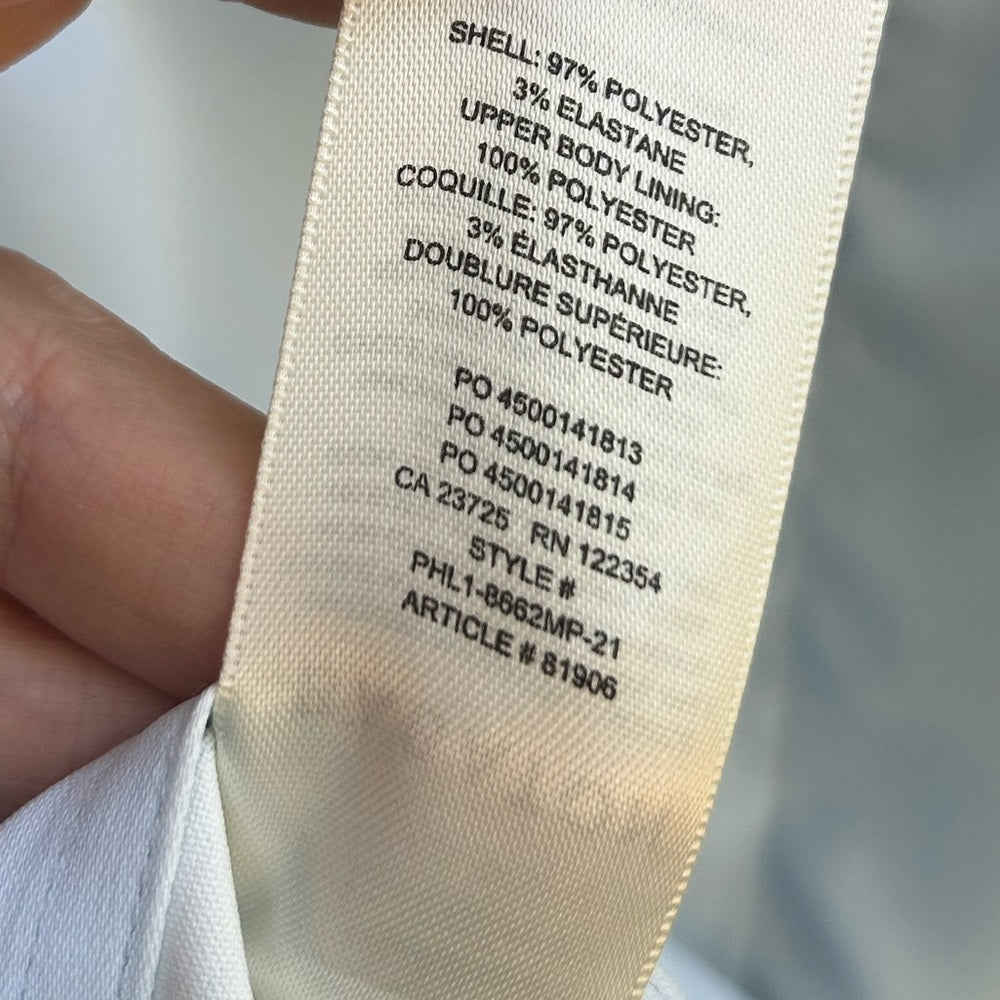 SHELL: 97% POLYESTER,
3% ELASTANE
UPPER BODY LINING:
100% POLYESTER
COQUILLE: 97% POLYESTER,
3% ÉLASTHANNE
DOUBLURE SUPÉRIEURE:
100% POLYESTER
PO 4500141813
PO 4500141814
PO 4500141815
CA 23725 RN 122354
STYLE #
PHL1-8662MP-21
ARTICLE # 81906